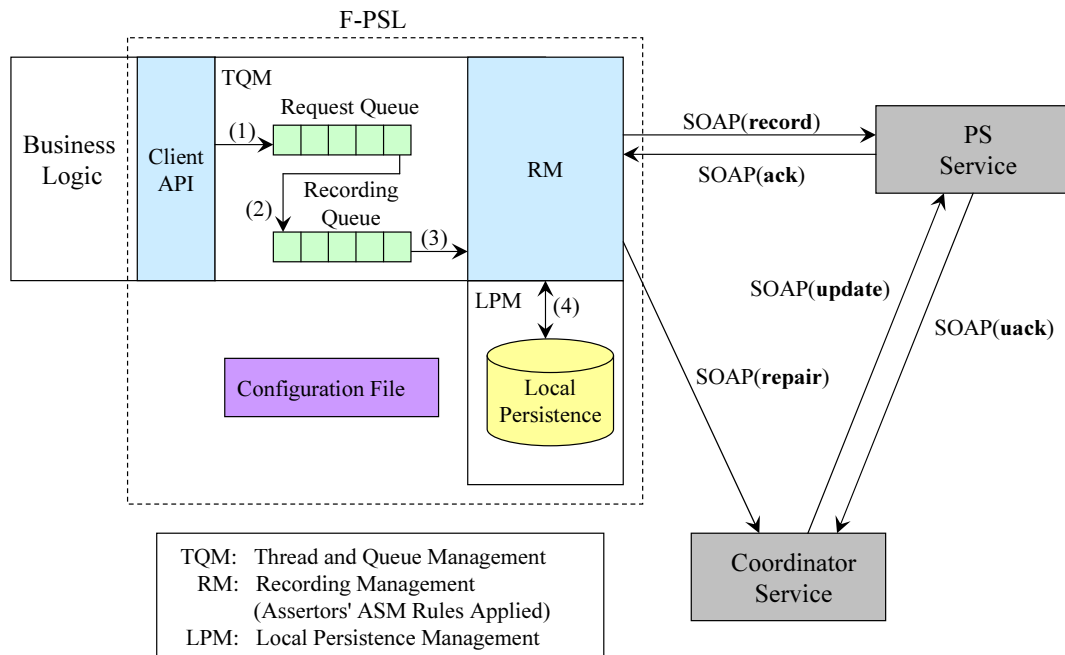 F-PSL
TQM
Request Queue
(1)
Business
Logic
Client
API
(2)
Recording
Queue
(3)
RM
SOAP(record)
SOAP(ack)
PS
Service
LPM
(4)
Local
Persistence
Configuration File
SOAP(update)
SOAP(uack)
SOAP(repair)
Coordinator
Service
TQM: Thread and Queue Management
RM: Recording Management
(Assertors' ASM Rules Applied)
LPM: Local Persistence Management